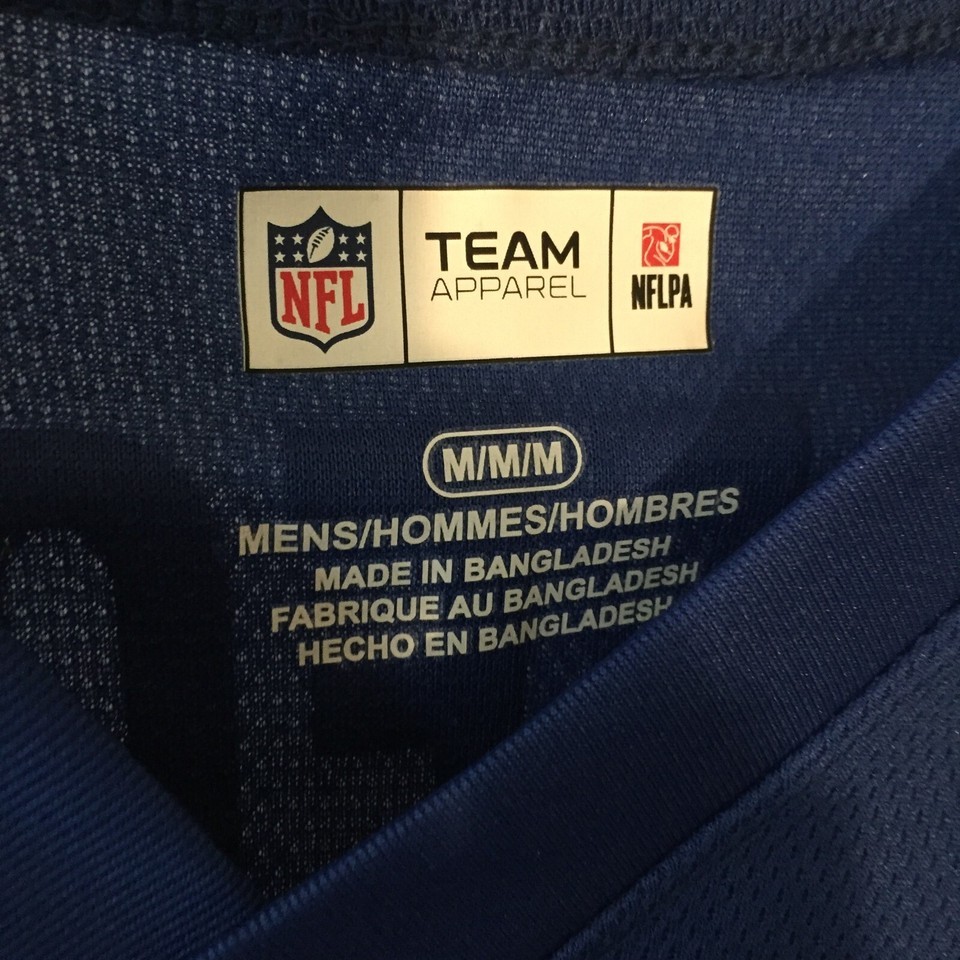 NFL
TEAM
APPAREL
NFLPA
M/M/M
MENS/HOMMES/HOMBRES
MADE IN BANGLADESH
FABRIQUE AU BANGLADESH
HECHO EN BANGLADESH